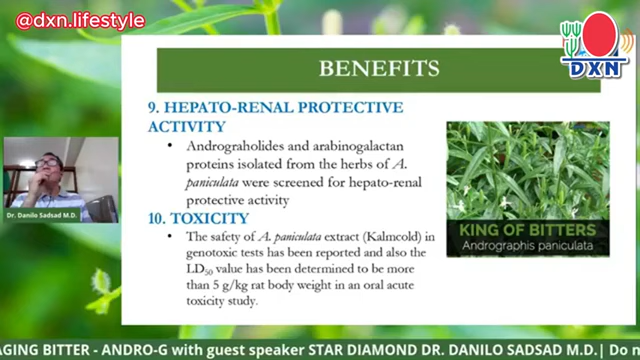 @dxn.lifestyle
DXN
BENEFITS
9. HEPATO-RENAL PROTECTIVE
ACTIVITY
• Andrograholides and arabinogalactan
proteins isolated from the herbs of A.
paniculata were screened for hepato-renal
protective activity
10. TOXICITY
• The safety of A. paniculata extract (Kalmcold) in
genotoxic tests has been reported and also the
LD50 value has been determined to be more
than 5 g/kg rat body weight in an oral acute
toxicity study.
KING OF BITTERS
Andrographis paniculata
Dr. Danilo Sadsad M.D.
AGING BITTER - ANDRO-G with guest speaker STAR DIAMOND DR. DANILO SADSAD M.D.| Do n